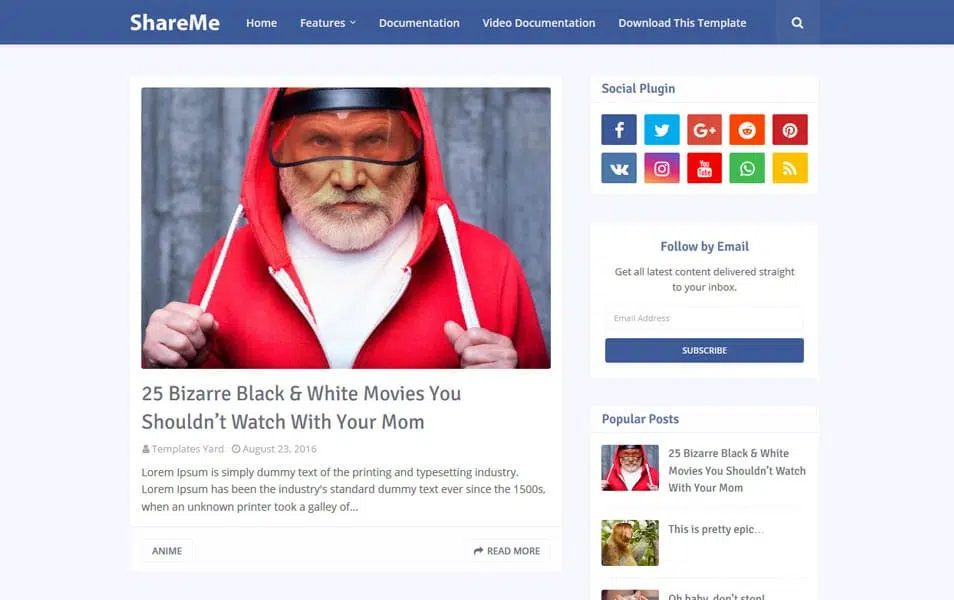 ShareMe
Home
Features
Documentation
Video Documentation
Download This Template
25 Bizarre Black & White Movies You
Shouldn’t Watch With Your Mom
Templates Yard
August 23, 2016
Lorem Ipsum is simply dummy text of the printing and typesetting industry.
Lorem Ipsum has been the industry's standard dummy text ever since the 1500s,
when an unknown printer took a galley of...
ANIME
READ MORE
Social Plugin
You
Tube
Follow by Email
Get all latest content delivered straight
to your inbox.
Email Address
SUBSCRIBE
Popular Posts
25 Bizarre Black & White
Movies You Shouldn’t Watch
With Your Mom
This is pretty epic...
Oh baby, don’t stop!